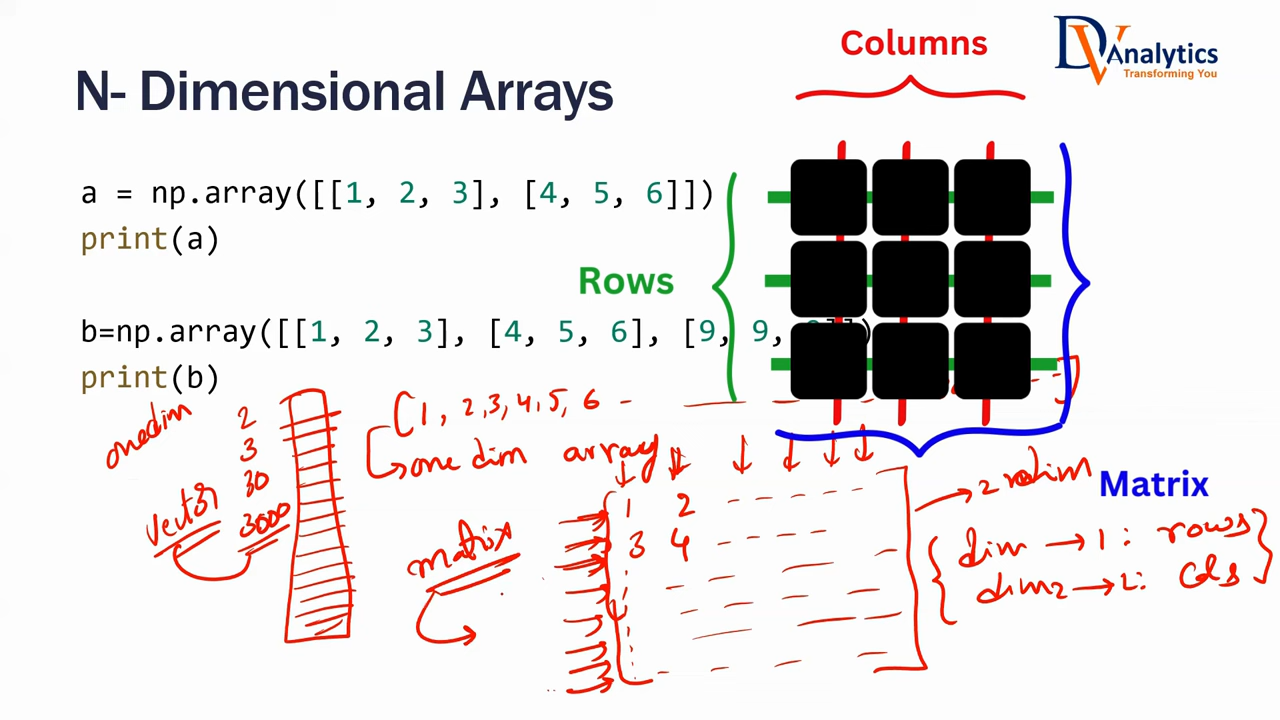 Columns
DV Analytics
Transforming You
N- Dimensional Arrays
a = np.array([[1, 2, 3], [4, 5, 6]])
print(a)
Rows
b=np.array([[1, 2, 3], [4, 5, 6], [9, 9,
print(b)
onedim
2
3
30
3000
vector
[1, 2, 3, 4, 5, 6
one dim array
matrix
1 2
3 4
2
Matrix
dim → 1: rows
dim2 → 2: cols